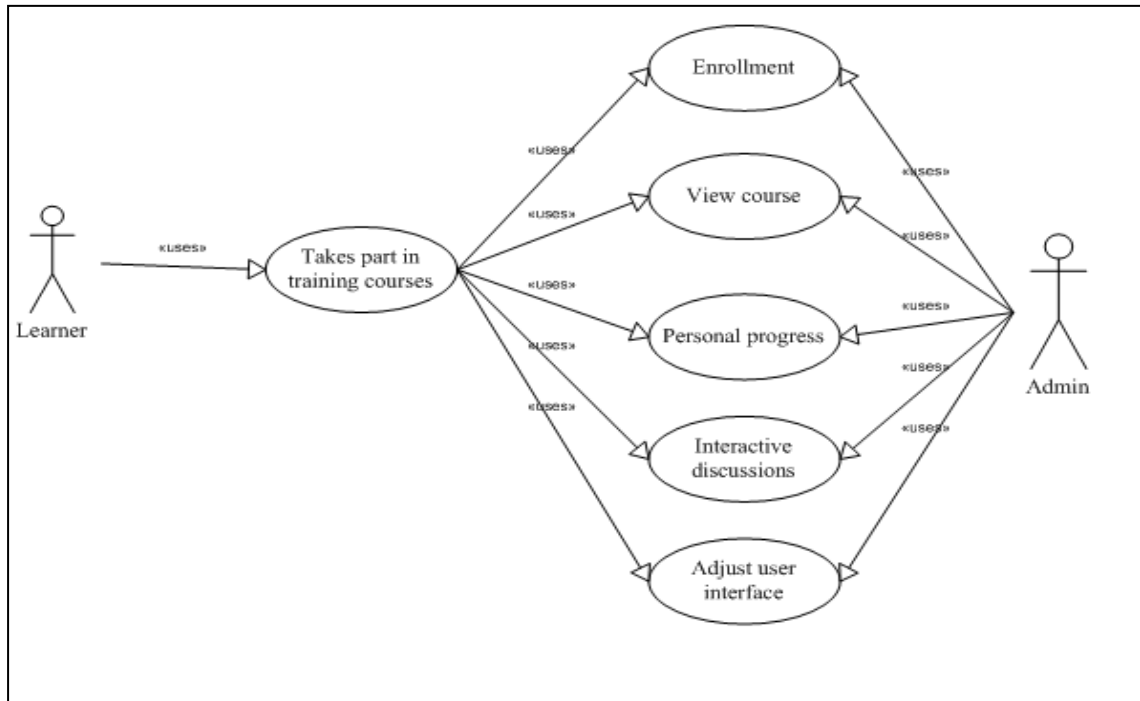 Enrollment
«uses»
«uses»
View course
«uses»
«uses»
«uses»
Takes part in
training courses
«uses»
«uses»
Learner
Personal progress
«uses»
«uses»
Admin
«uses»
«uses»
Interactive
discussions
Adjust user
interface